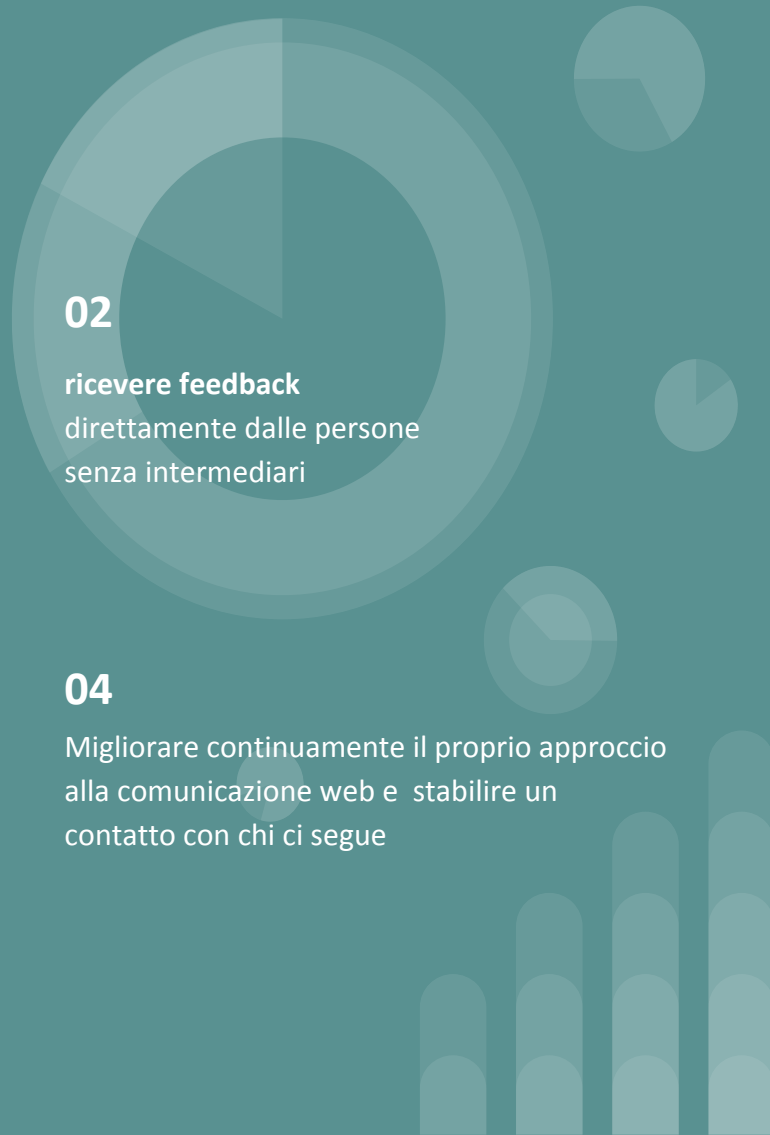 02
ricevere feedback
direttamente dalle persone
senza intermediari
04
Migliorare continuamente il proprio approccio
alla comunicazione web e  stabilire un
contatto con chi ci segue